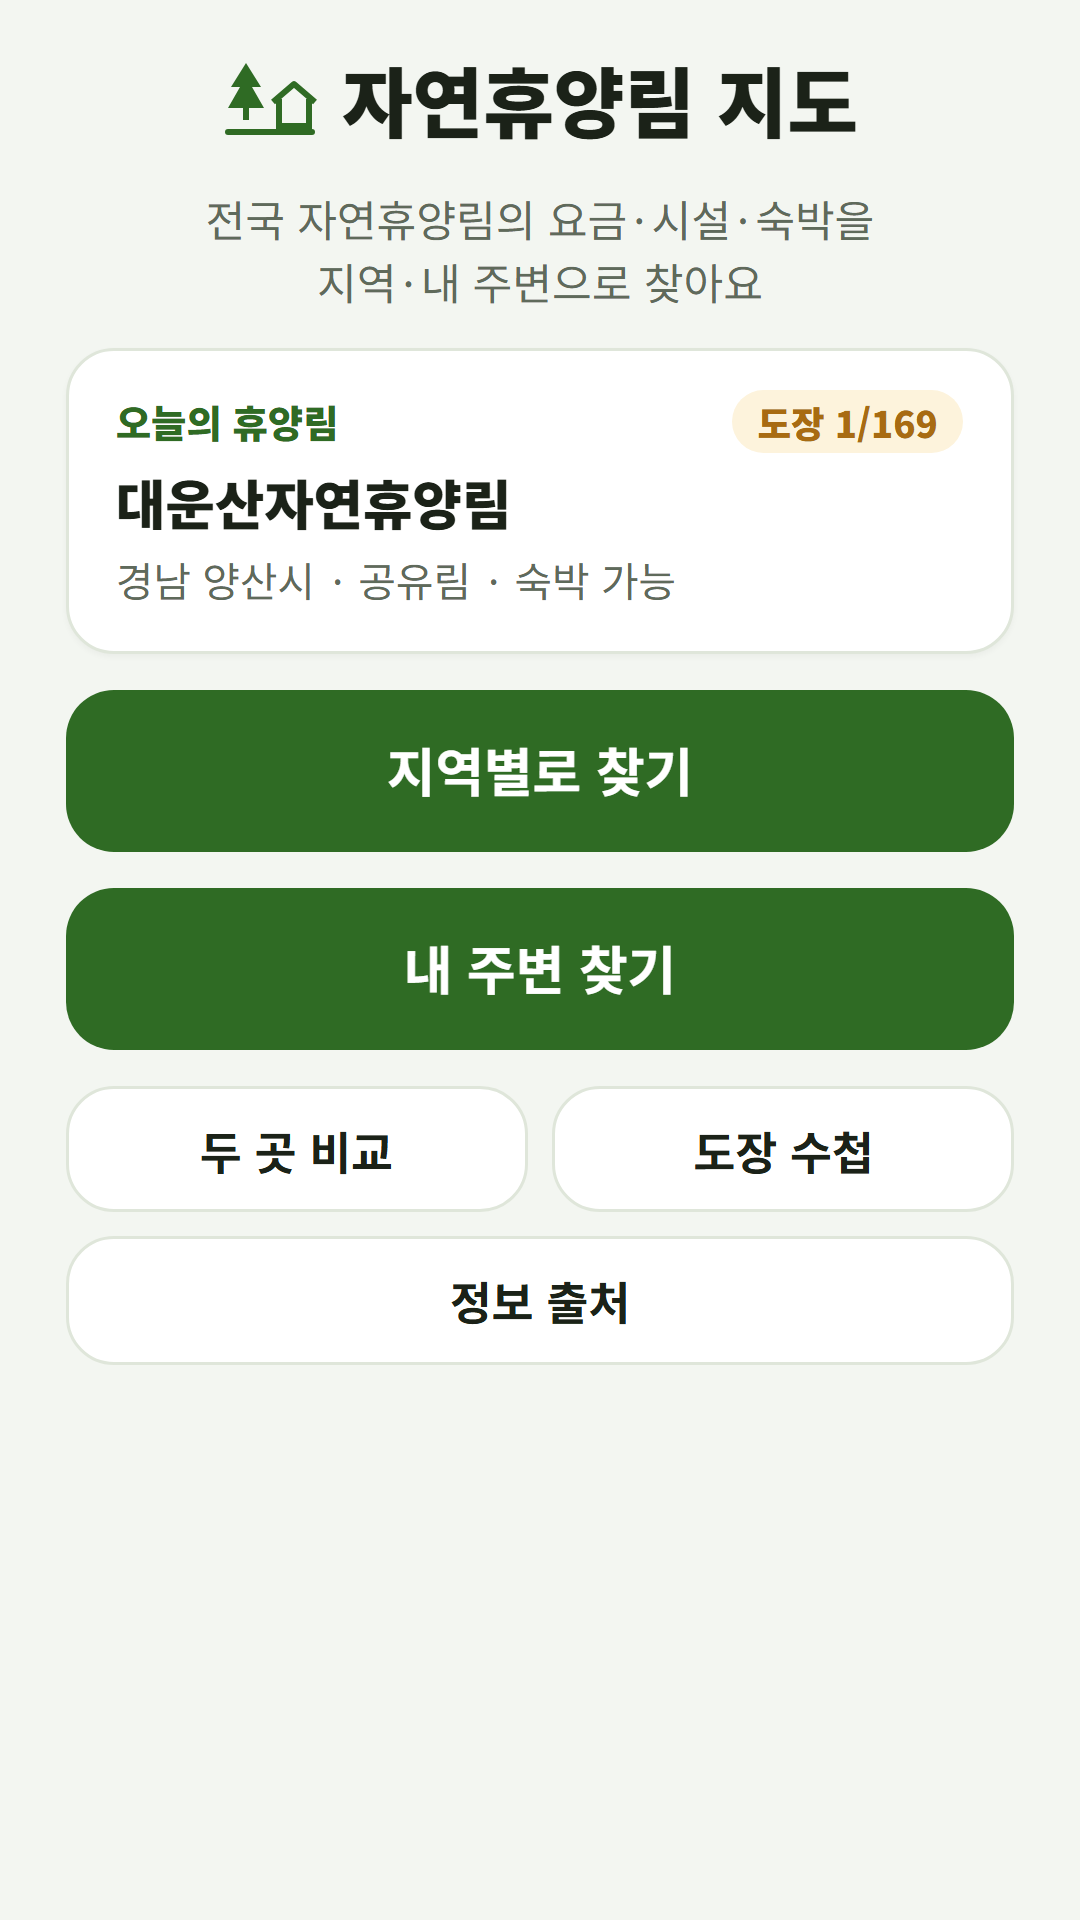 자연휴양림 지도
전국 자연휴양림의 요금·시설·숙박을
지역·내 주변으로 찾아요
오늘의 휴양림
도장 1/169
대운산자연휴양림
경남 양산시 · 공유림 · 숙박 가능
지역별로 찾기
내 주변 찾기
두 곳 비교
도장 수첩
정보 출처